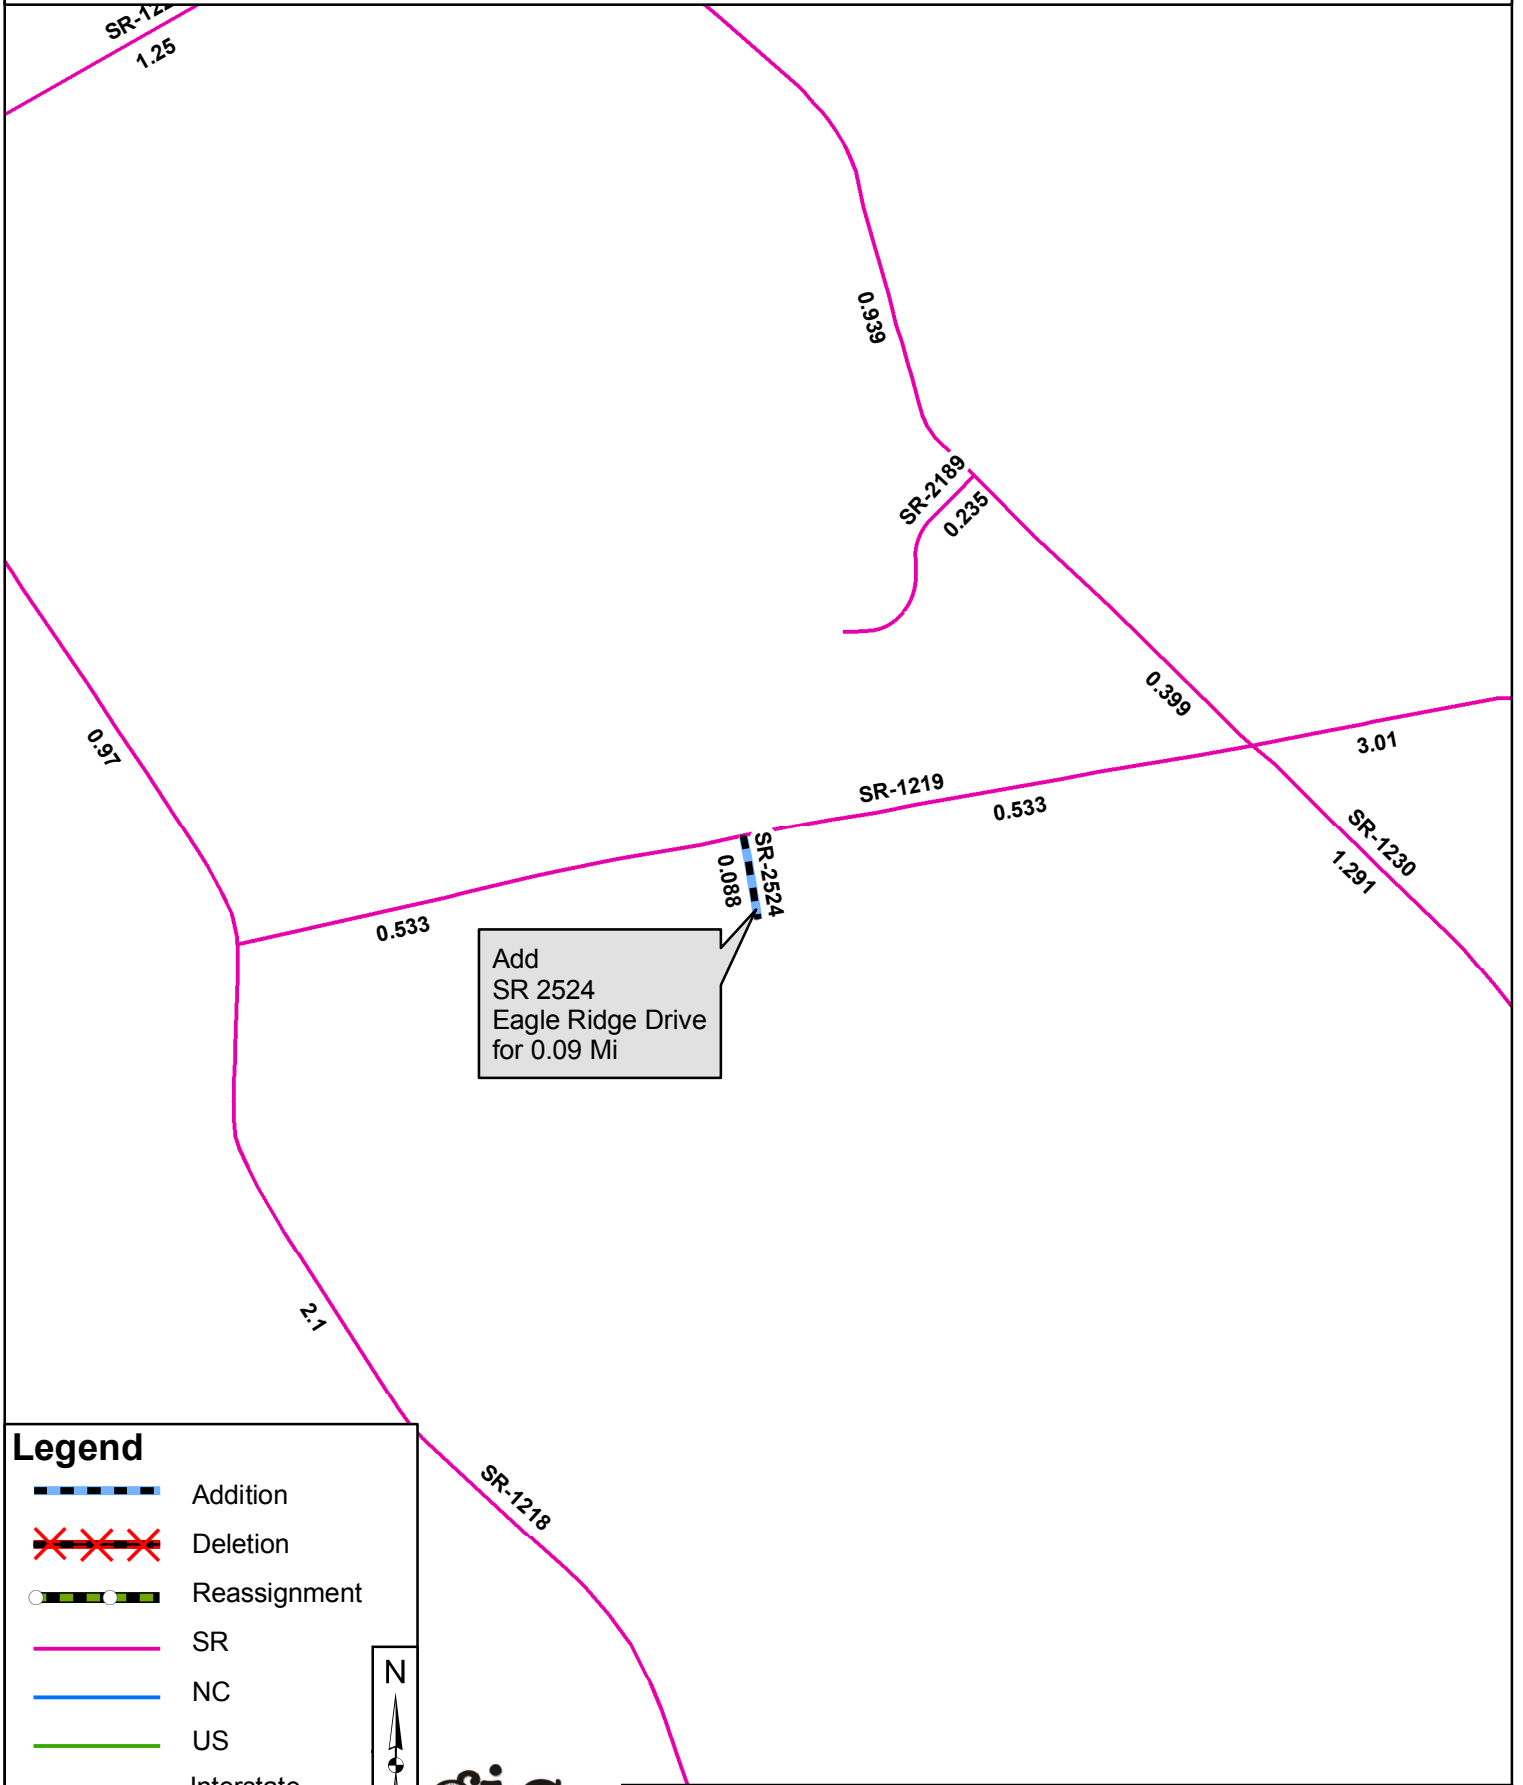 1.25
0.939
SR-2189
0.235
0.97
0.399
3.01
SR-1219
0.533
SR-1230
1.291
SR-2524
0.088
0.533
Add
SR 2524
Eagle Ridge Drive
for 0.09 Mi
2.1
SR-1218
Legend
Addition
Deletion
Reassignment
SR
NC
US
Interstate
N